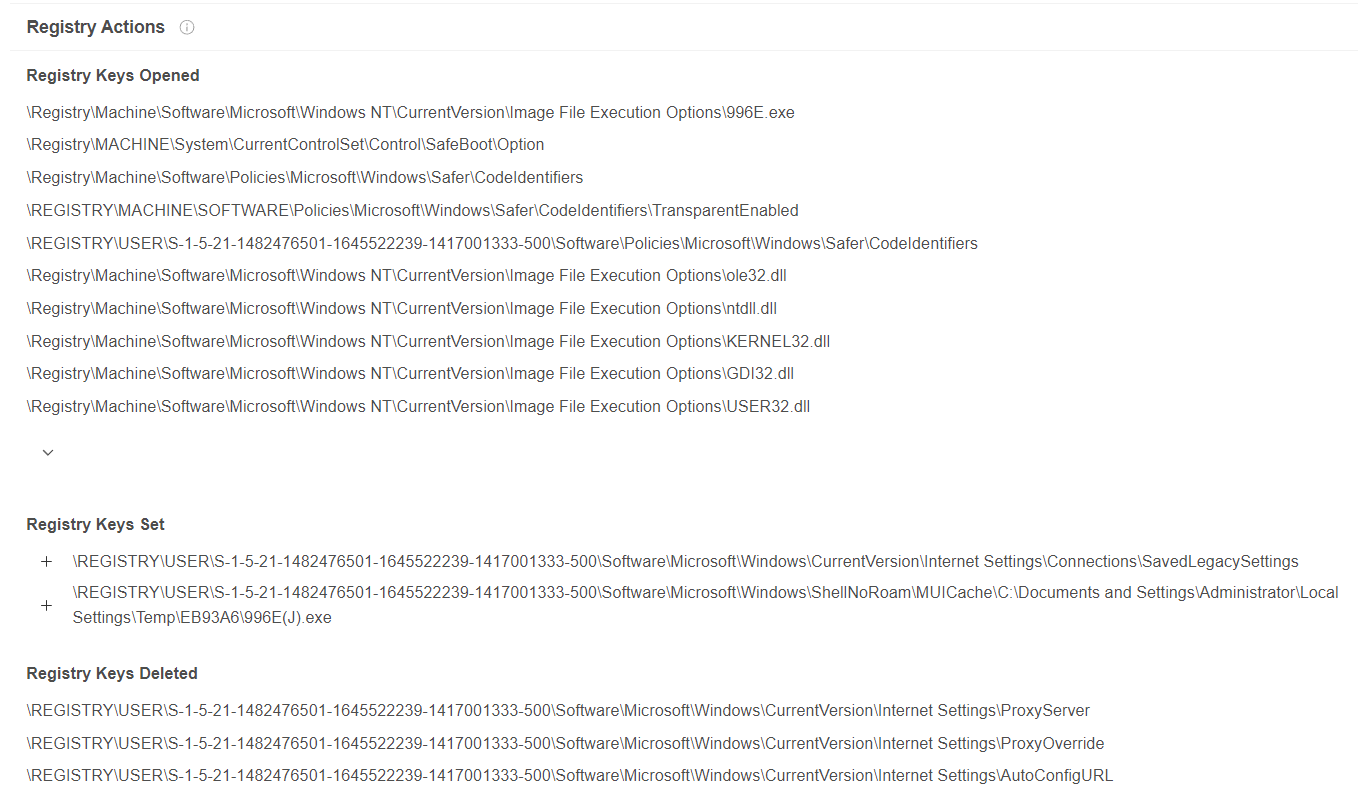 Registry Actions
Registry Keys Opened
\Registry\Machine\Software\Microsoft\Windows NT\CurrentVersion\Image File Execution Options\996E.exe
\Registry\MACHINE\System\CurrentControlSet\Control\SafeBoot\Option
\Registry\Machine\Software\Policies\Microsoft\Windows\Safer\CodeIdentifiers
\REGISTRY\MACHINE\SOFTWARE\Policies\Microsoft\Windows\Safer\CodeIdentifiers\TransparentEnabled
\REGISTRY\USER\S-1-5-21-1482476501-1645522239-1417001333-500\Software\Policies\Microsoft\Windows\Safer\CodeIdentifiers
\Registry\Machine\Software\Microsoft\Windows NT\CurrentVersion\Image File Execution Options\ole32.dll
\Registry\Machine\Software\Microsoft\Windows NT\CurrentVersion\Image File Execution Options\ntdll.dll
\Registry\Machine\Software\Microsoft\Windows NT\CurrentVersion\Image File Execution Options\KERNEL32.dll
\Registry\Machine\Software\Microsoft\Windows NT\CurrentVersion\Image File Execution Options\GDI32.dll
\Registry\Machine\Software\Microsoft\Windows NT\CurrentVersion\Image File Execution Options\USER32.dll
Registry Keys Set
+ \REGISTRY\USER\S-1-5-21-1482476501-1645522239-1417001333-500\Software\Microsoft\Windows\CurrentVersion\Internet Settings\Connections\SavedLegacySettings
+ \REGISTRY\USER\S-1-5-21-1482476501-1645522239-1417001333-500\Software\Microsoft\Windows\ShellNoRoam\MUICache\C:\Documents and Settings\Administrator\Local
Settings\Temp\EB93A6\996E(J).exe
Registry Keys Deleted
\REGISTRY\USER\S-1-5-21-1482476501-1645522239-1417001333-500\Software\Microsoft\Windows\CurrentVersion\Internet Settings\ProxyServer
\REGISTRY\USER\S-1-5-21-1482476501-1645522239-1417001333-500\Software\Microsoft\Windows\CurrentVersion\Internet Settings\ProxyOverride
\REGISTRY\USER\S-1-5-21-1482476501-1645522239-1417001333-500\Software\Microsoft\Windows\CurrentVersion\Internet Settings\AutoConfigURL